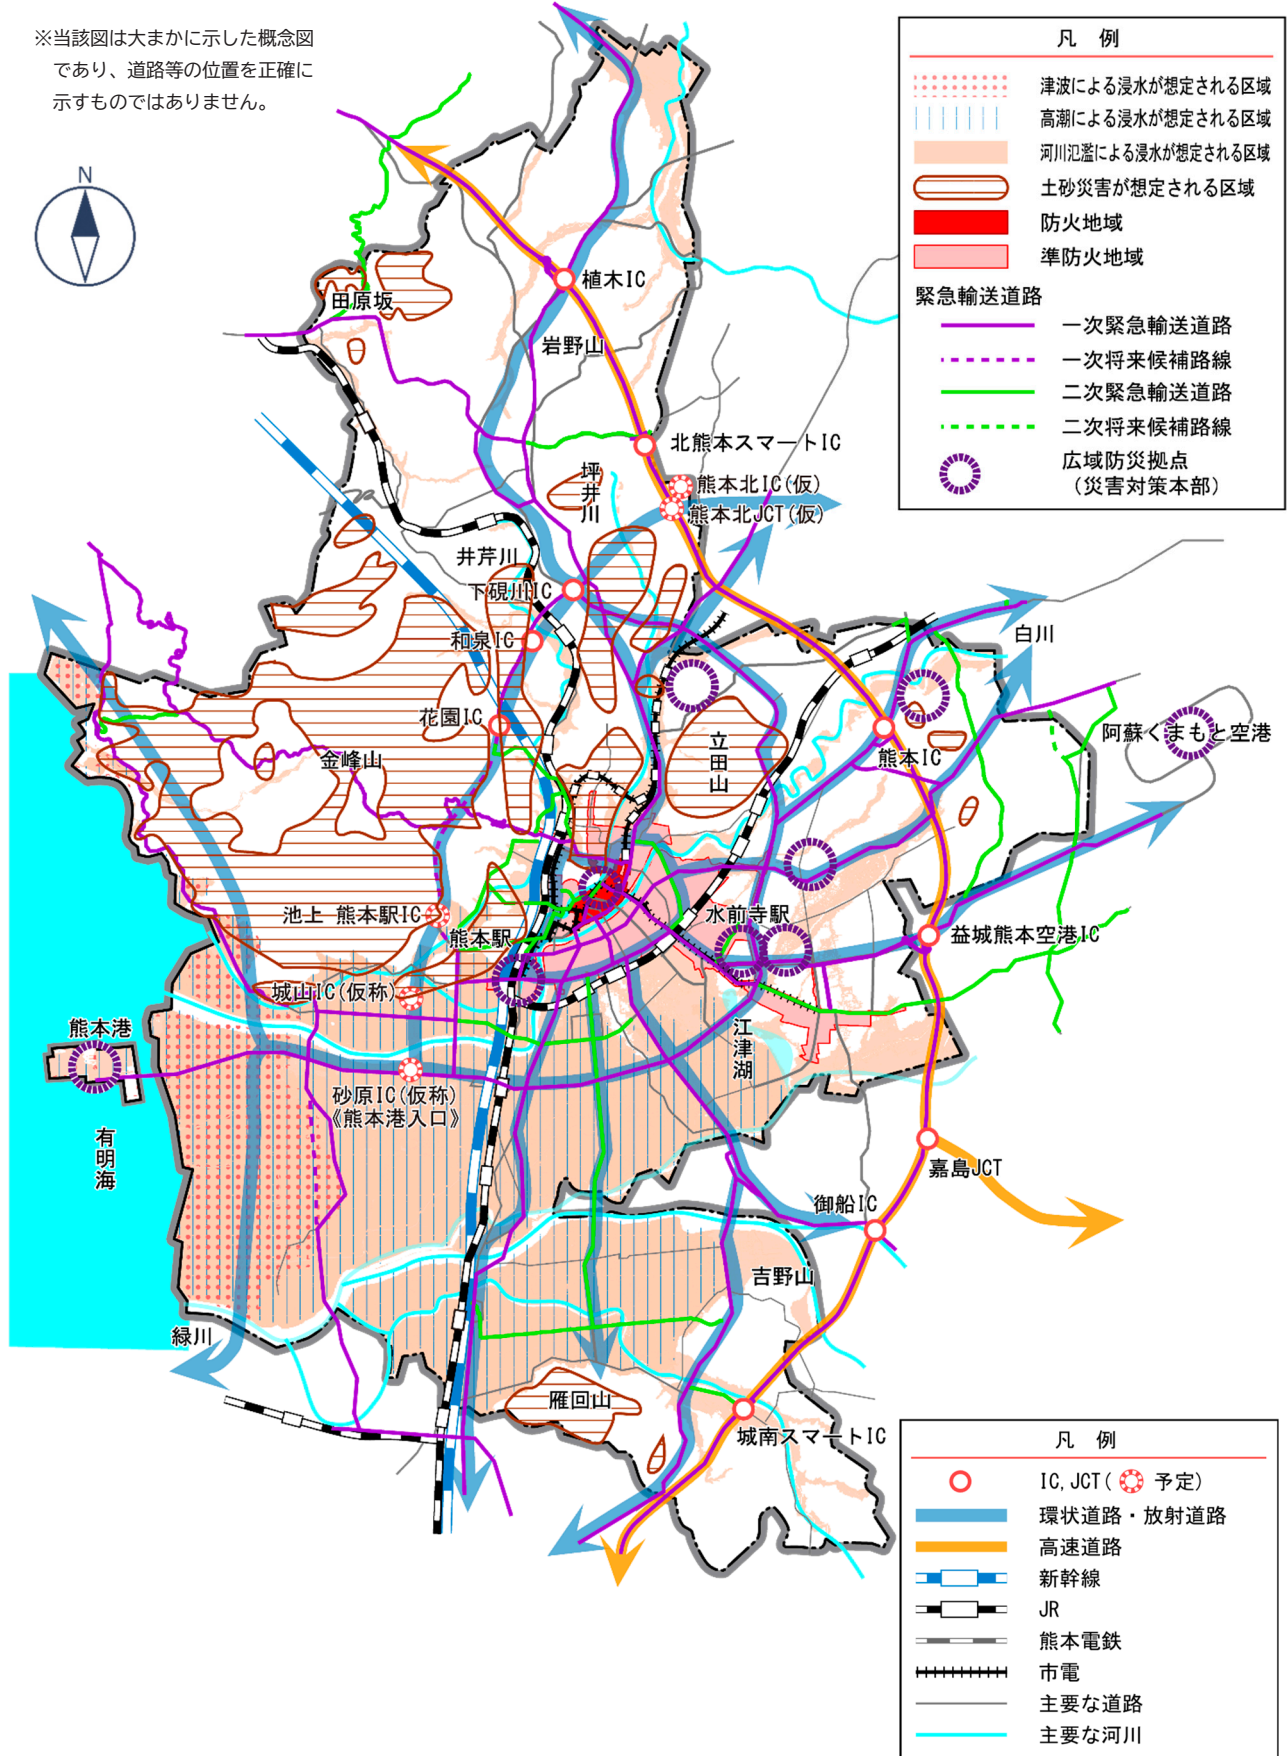 ※当該図は大まかに示した概念図
であり、道路等の位置を正確に
示すものではありません。
N
凡 例
津波による浸水が想定される区域
高潮による浸水が想定される区域
河川氾濫による浸水が想定される区域
土砂災害が想定される区域
防火地域
準防火地域
緊急輸送道路
一次緊急輸送道路
一次将来候補路線
二次緊急輸送道路
二次将来候補路線
広域防災拠点
(災害対策本部)
植木IC
田原坂
岩野山
北熊本スマートIC
坪井川
熊本北IC(仮)
熊本北JCT(仮)
井芹川
下硯川IC
和泉IC
白川
花園IC
金峰山
立田山
熊本IC
阿蘇くまもと空港
池上 熊本駅IC
水前寺駅
熊本駅
益城熊本空港IC
城山IC(仮称)
熊本港
江津湖
砂原IC(仮称)
《熊本港入口》
有明海
嘉島JCT
御船IC
吉野山
緑川
雁回山
城南スマートIC
凡 例
IC,JCT( 予定)
環状道路・放射道路
高速道路
新幹線
JR
熊本電鉄
市電
主要な道路
主要な河川